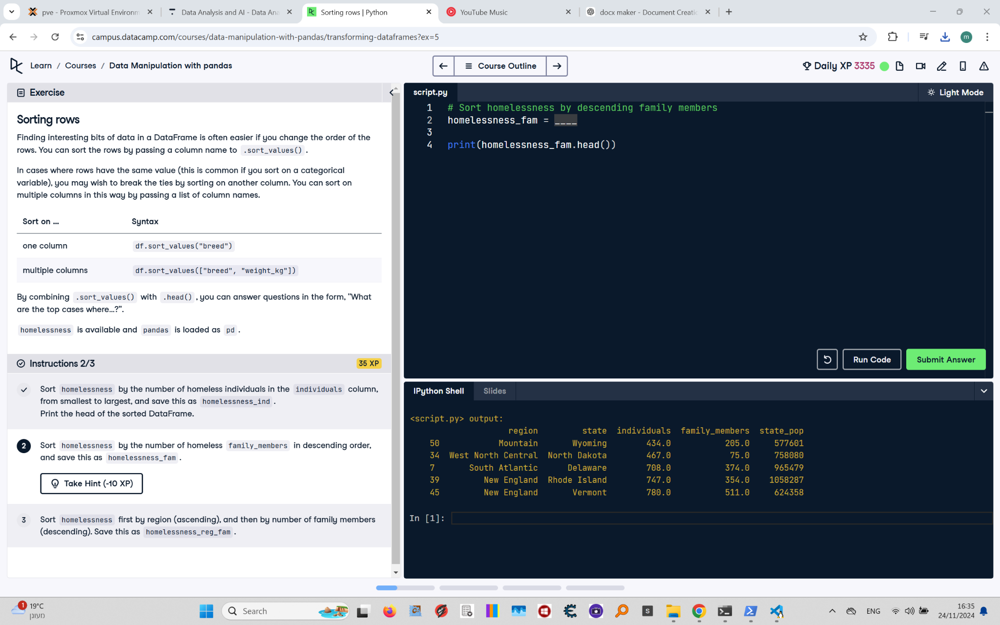 pve - Proxmox Virtual Environm
Data Analysis and AI - Data Ana
Sorting rows | Python
YouTube Music
docx maker - Document Creatio
campus.datacamp.com/courses/data-manipulation-with-pandas/transforming-dataframes?ex=5
m
Learn / Courses / Data Manipulation with pandas
Course Outline
Daily XP 3335
Exercise
Sorting rows
Finding interesting bits of data in a DataFrame is often easier if you change the order of the
rows. You can sort the rows by passing a column name to .sort_values() .
In cases where rows have the same value (this is common if you sort on a categorical
variable), you may wish to break the ties by sorting on another column. You can sort on
multiple columns in this way by passing a list of column names.
Sort on … Syntax
one column df.sort_values("breed")
multiple columns df.sort_values(["breed", "weight_kg"])
By combining .sort_values() with .head() , you can answer questions in the form, "What
are the top cases where…?".
homelessness is available and pandas is loaded as pd .
Instructions 2/3
35 XP
Sort homelessness by the number of homeless individuals in the individuals column,
from smallest to largest, and save this as homelessness_ind .
Print the head of the sorted DataFrame.
2
Sort homelessness by the number of homeless family_members in descending order,
and save this as homelessness_fam .
Take Hint (-10 XP)
3
Sort homelessness first by region (ascending), and then by number of family members
(descending). Save this as homelessness_reg_fam .
script.py
Light Mode
1 # Sort homelessness by descending family members
2 homelessness_fam = ____
3
4 print(homelessness_fam.head())
Run Code
Submit Answer
IPython Shell
Slides
<script.py> output:
region state individuals family_members state_pop
50 Mountain Wyoming 434.0 205.0 577601
34 West North Central North Dakota 467.0 75.0 758080
7 South Atlantic Delaware 708.0 374.0 965479
39 New England Rhode Island 747.0 354.0 1058287
45 New England Vermont 780.0 511.0 624358
In [1]:
1
19°C
מעונן
Search
S
ENG
16:35
24/11/2024